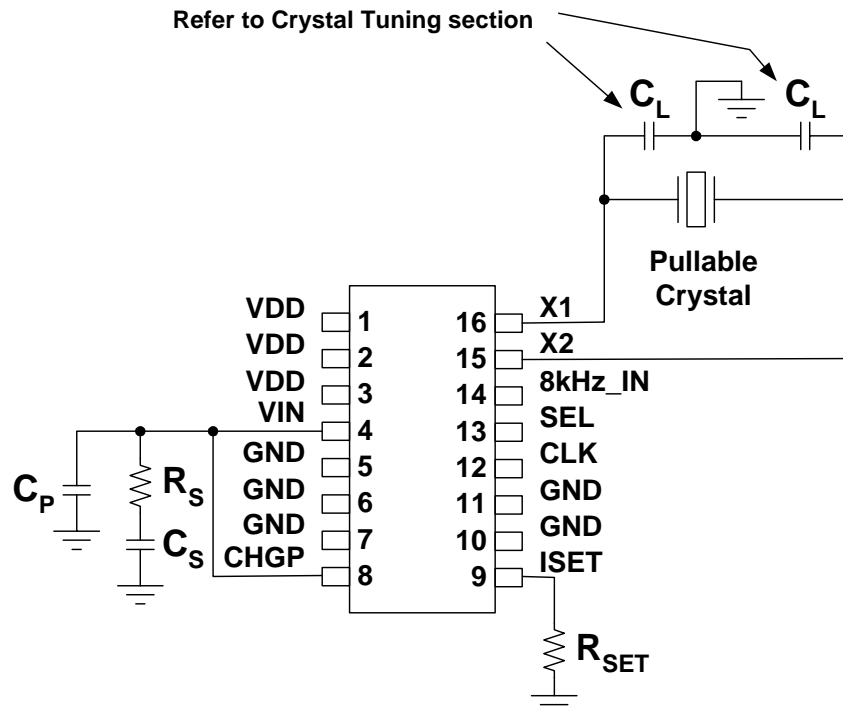 Refer to Crystal Tuning section
CL
CL
Pullable
Crystal
VDD 1
VDD 2
VDD 3
VIN 4
GND 5
GND 6
GND 7
CHGP 8
16 X1
15 X2
14 8kHz_IN
13 SEL
12 CLK
11 GND
10 GND
9 ISET
CP
RS
CS
RSET